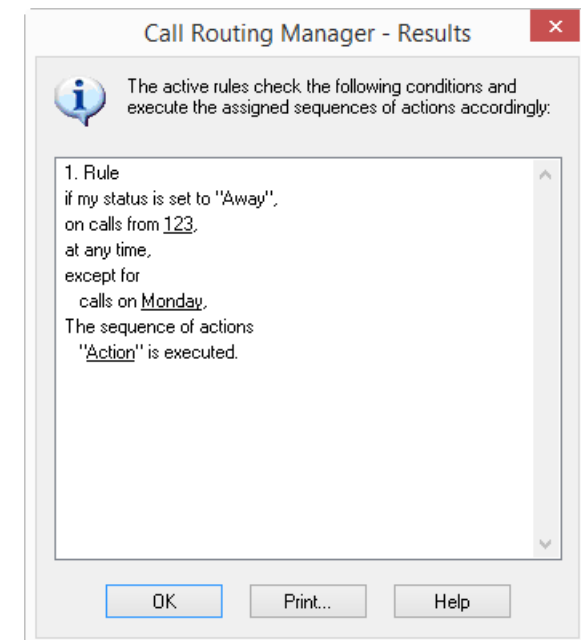 Call Routing Manager - Results
The active rules check the following conditions and
execute the assigned sequences of actions accordingly:
1. Rule
if my status is set to "Away",
on calls from 123,
at any time,
except for
calls on Monday,
The sequence of actions
"Action" is executed.
OK
Print...
Help